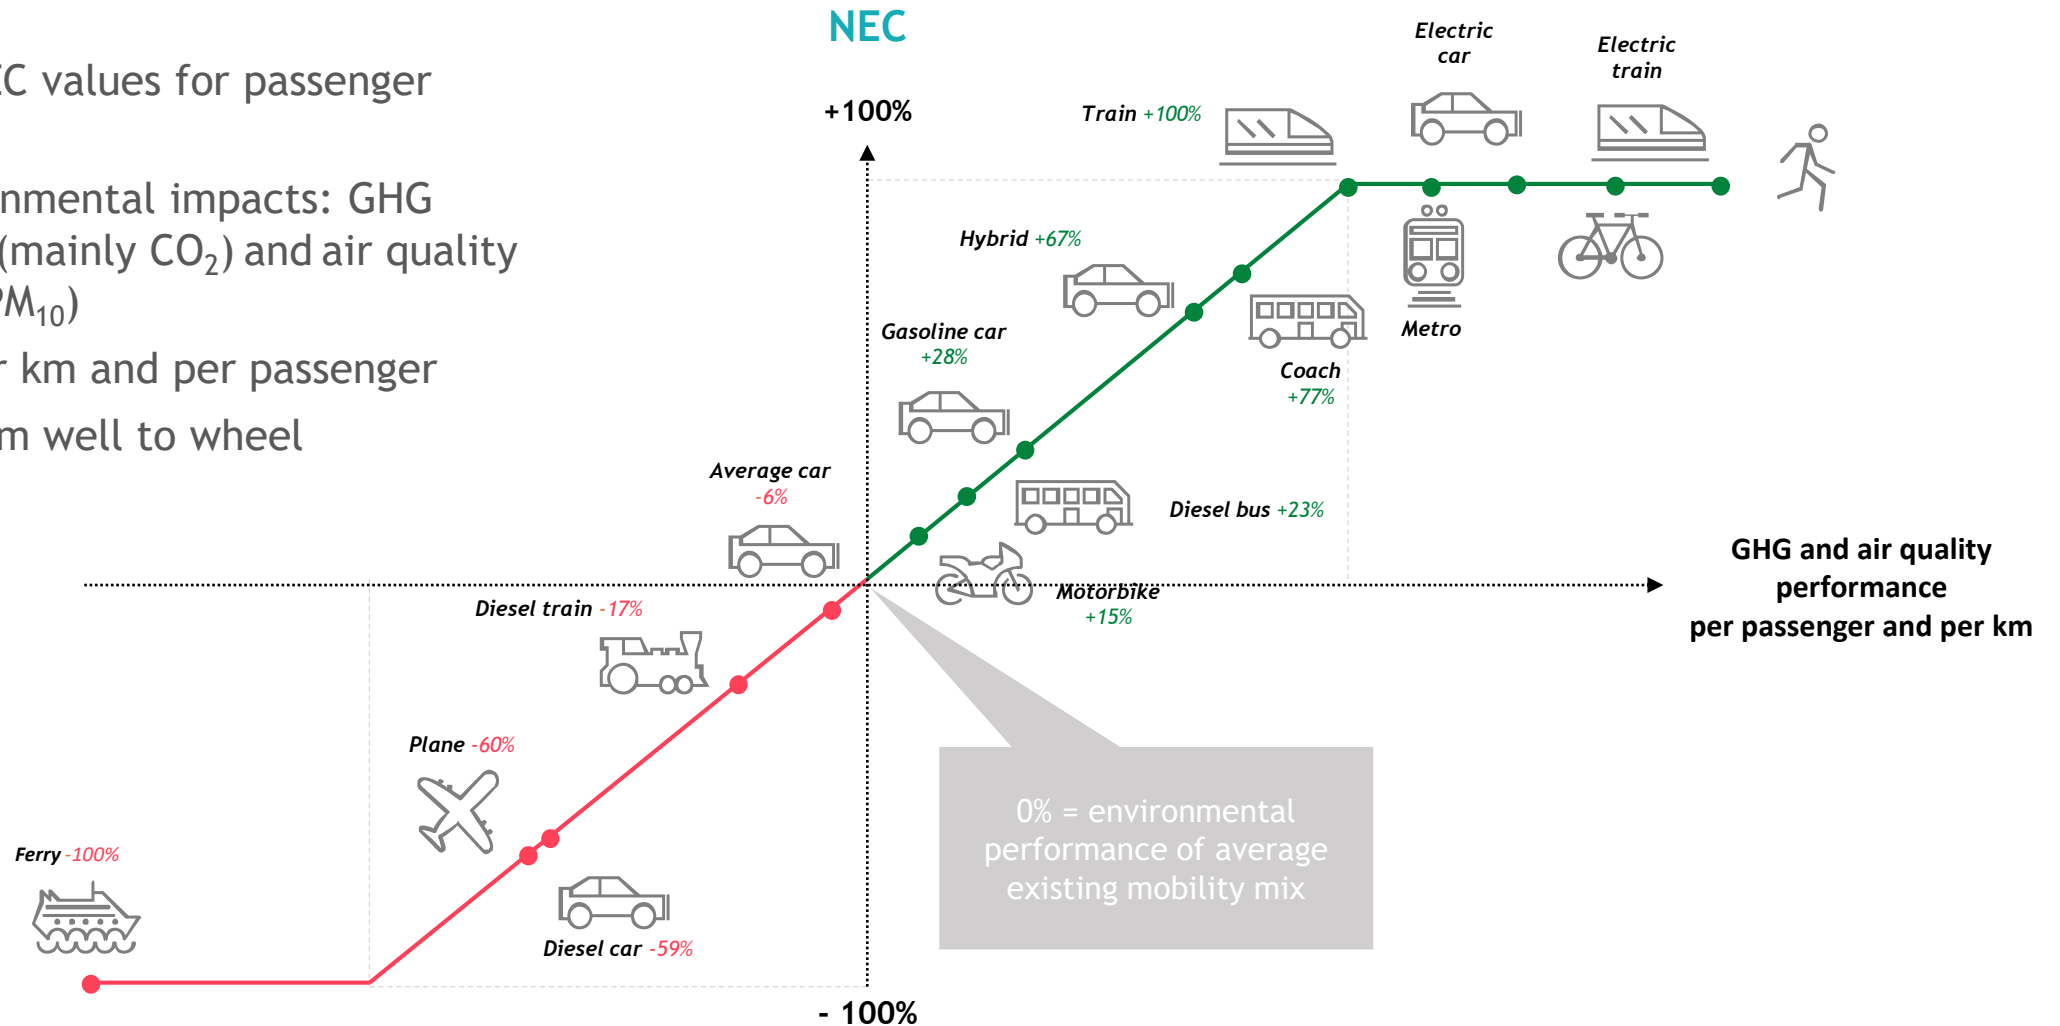 NEC
EC values for passenger
nmental impacts: GHG
(mainly CO₂) and air quality
PM₁₀)
r km and per passenger
m well to wheel
+100%
Train +100%
Electric
car
Electric
train
Hybrid +67%
Gasoline car
+28%
Metro
Coach
+77%
Average car
-6%
Diesel bus +23%
GHG and air quality
performance
per passenger and per km
Motorbike
+15%
Diesel train -17%
Plane -60%
0% = environmental
performance of average
existing mobility mix
Ferry -100%
Diesel car -59%
- 100%